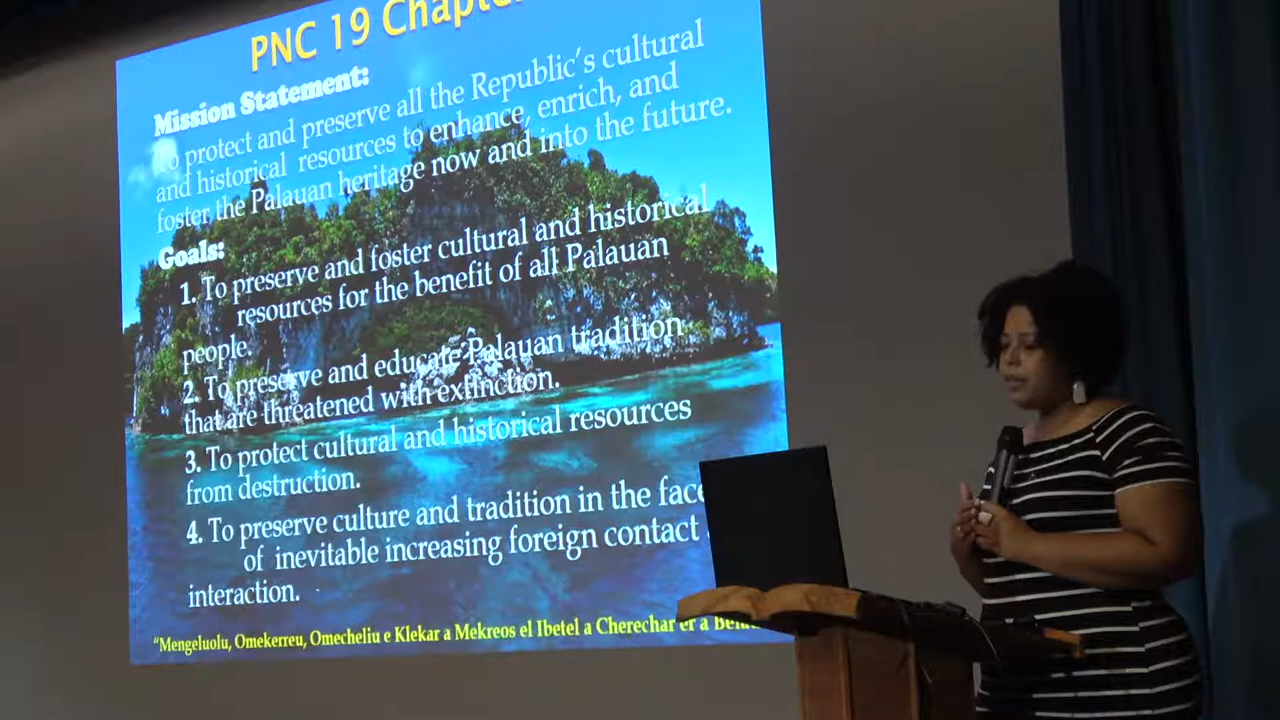 PNC 19 Chapter
Mission Statement:
To protect and preserve all the Republic's cultural
and historical resources to enhance, enrich, and
foster, the Palauan heritage now and into the future.
Goals:
1. To preserve and foster cultural and historical
resources for the benefit of all Palauan
people.
2. To preserve and educate Palauan tradition
that are threatened with extinction.
3. To protect cultural and historical resources
from destruction.
4. To preserve culture and tradition in the face
of inevitable increasing foreign contact
interaction.
"Mengeluolu, Omekerreu, Omecheliu e Klekar a Mekreos el Ibetel a Cherechar er a